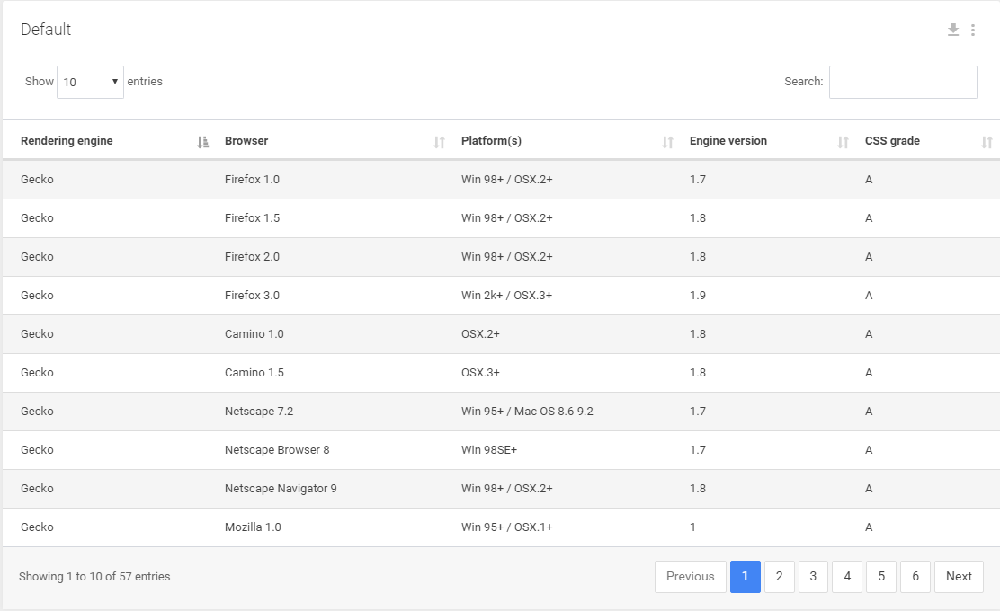 Default
Show 10 entries Search:
Rendering engine Browser Platform(s) Engine version CSS grade
Gecko Firefox 1.0 Win 98+ / OSX.2+ 1.7 A
Gecko Firefox 1.5 Win 98+ / OSX.2+ 1.8 A
Gecko Firefox 2.0 Win 98+ / OSX.2+ 1.8 A
Gecko Firefox 3.0 Win 2k+ / OSX.3+ 1.9 A
Gecko Camino 1.0 OSX.2+ 1.8 A
Gecko Camino 1.5 OSX.3+ 1.8 A
Gecko Netscape 7.2 Win 95+ / Mac OS 8.6-9.2 1.7 A
Gecko Netscape Browser 8 Win 98SE+ 1.7 A
Gecko Netscape Navigator 9 Win 98+ / OSX.2+ 1.8 A
Gecko Mozilla 1.0 Win 95+ / OSX.1+ 1 A
Showing 1 to 10 of 57 entries Previous 1 2 3 4 5 6 Next